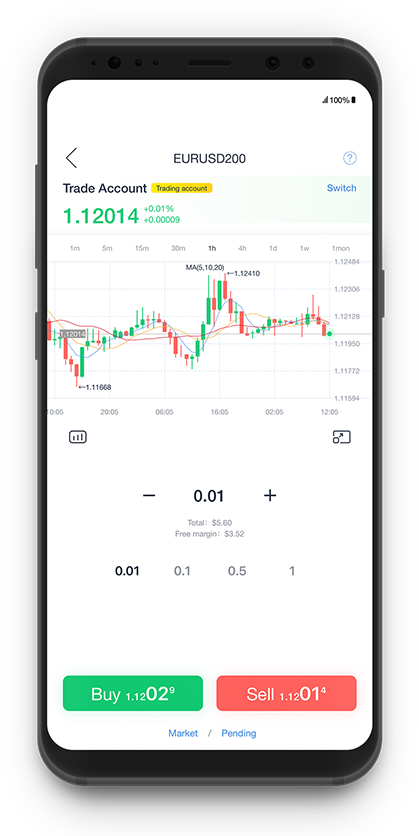 100%
EURUSD200
?
Trade Account Trading account Switch
1.12014 +0.01%
+0.00009
1m 5m 15m 30m 1h 4h 1d 1w 1mon
1.12484
MA(5,10,20)
←1.12410
1.12306
1.12128
1.12014
1.11950
1.11772
←1.11668
1.11594
10:05 20:05 06:05 16:05 02:05 12:05
− 0.01 +
Total: $5.60
Free margin: $3.52
0.01 0.1 0.5 1
Buy 1.12029 Sell 1.12014
Market / Pending